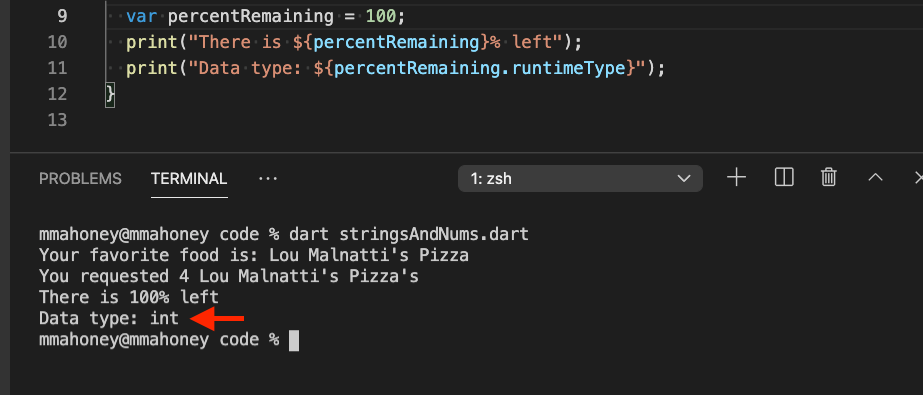 9 var percentRemaining = 100;
10 print("There is ${percentRemaining}% left");
11 print("Data type: ${percentRemaining.runtimeType}");
12 }
13
PROBLEMS TERMINAL ··· 1: zsh
mmahoney@mmahoney code % dart stringsAndNums.dart
Your favorite food is: Lou Malnatti's Pizza
You requested 4 Lou Malnatti's Pizza's
There is 100% left
Data type: int
mmahoney@mmahoney code %